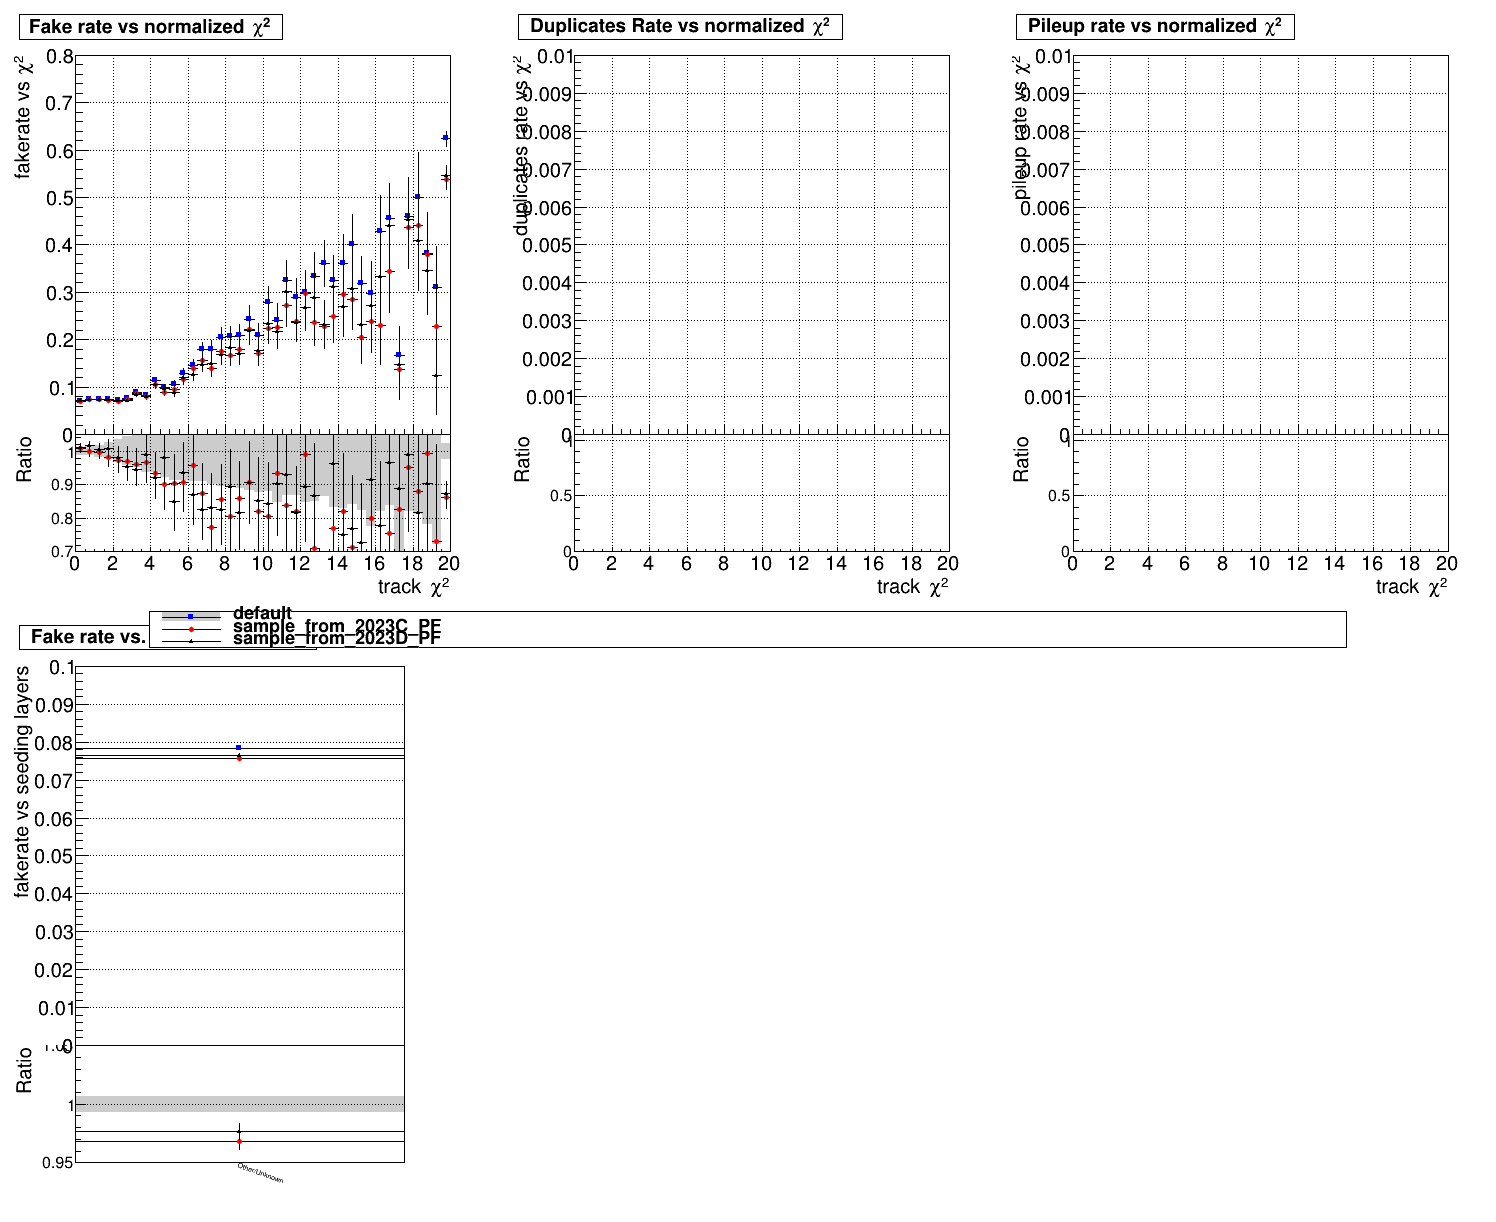 Fake rate vs normalized χ²
fakerate vs χ²
0.8
0.7
0.6
0.5
0.4
0.3
0.2
0.1
0
Ratio
1
0.9
0.8
0.7
0 2 4 6 8 10 12 14 16 18 20
track χ²
Duplicates Rate vs normalized χ²
duplicates rate vs χ²
0.01
0.009
0.008
0.007
0.006
0.005
0.004
0.003
0.002
0.001
0
Ratio
1
0.5
0
0 2 4 6 8 10 12 14 16 18 20
track χ²
Pileup rate vs normalized χ²
pileup rate vs χ²
0.01
0.009
0.008
0.007
0.006
0.005
0.004
0.003
0.002
0.001
0
Ratio
1
0.5
0
0 2 4 6 8 10 12 14 16 18 20
track χ²
default
sample_from_2023C_PF
sample_from_2023D_PF
Fake rate vs.
fakerate vs seeding layers
0.1
0.09
0.08
0.07
0.06
0.05
0.04
0.03
0.02
0.01
0
Ratio
1
0.95
Other/Unknown